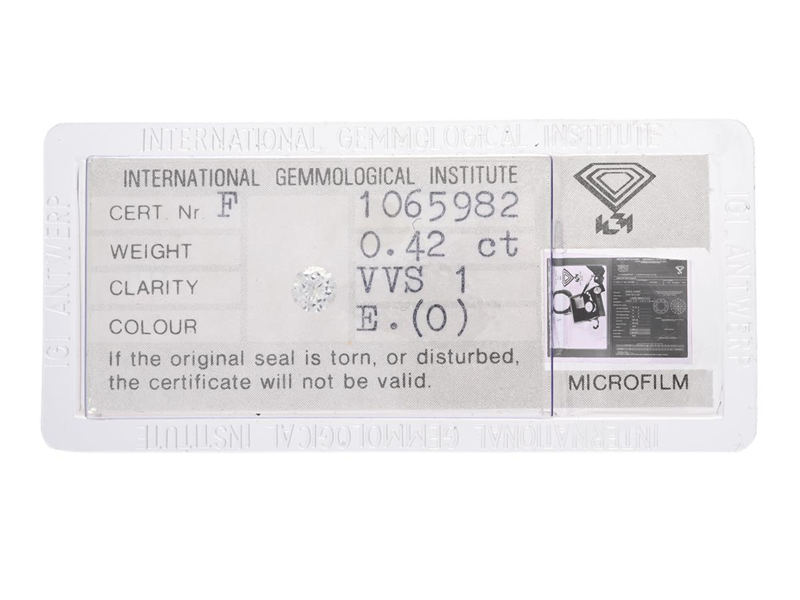 INTERNATIONAL GEMMOLOGICAL INSTITUTE
IGI ANTWERP
INTERNATIONAL GEMMOLOGICAL INSTITUTE
CERT. Nr F 1065982
WEIGHT 0.42 ct
CLARITY VVS 1
COLOUR E.(0)
If the original seal is torn, or disturbed,
the certificate will not be valid.
MICROFILM
IGI ANTWERP
INTERNATIONAL GEMMOLOGICAL INSTITUTE